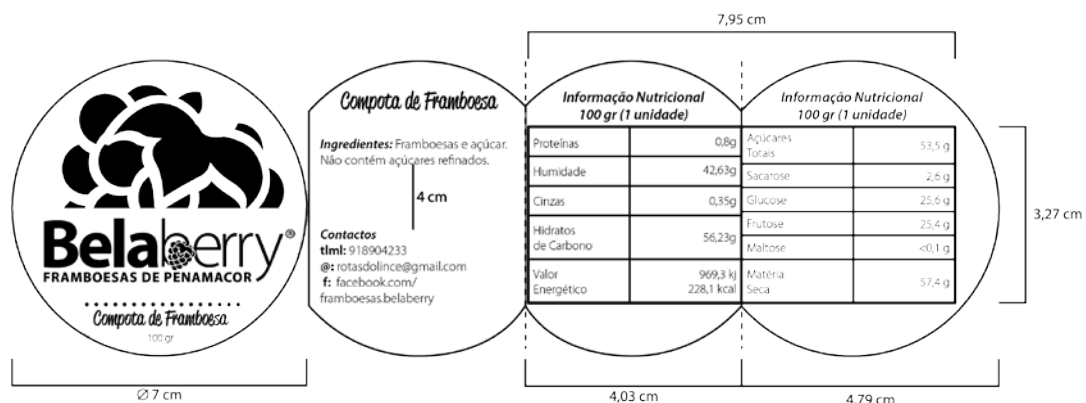 7,95 cm
Belaberry®
FRAMBOESAS DE PENAMACOR
Compota de Framboesa
100 gr
Ø 7 cm
Compota de Framboesa
Ingredientes: Framboesas e açúcar.
Não contém açúcares refinados.
4 cm
Contactos
tlml: 918904233
@: rotasdolince@gmail.com
f: facebook.com/
framboesas.belaberry
Informação Nutricional
100 gr (1 unidade)
Proteínas 0,8g
Humidade 42,63g
Cinzas 0,35g
Hidratos
de Carbono 56,23g
Valor 969,3 kj
Energético 228,1 kcal
4,03 cm
Informação Nutricional
100 gr (1 unidade)
Açúcares
Totais 53,5 g
Sacarose 2,6 g
Glucose 25,6 g
Frutose 25,4 g
Maltose <0,1 g
Matéria
Seca 57,4 g
3,27 cm
4,79 cm